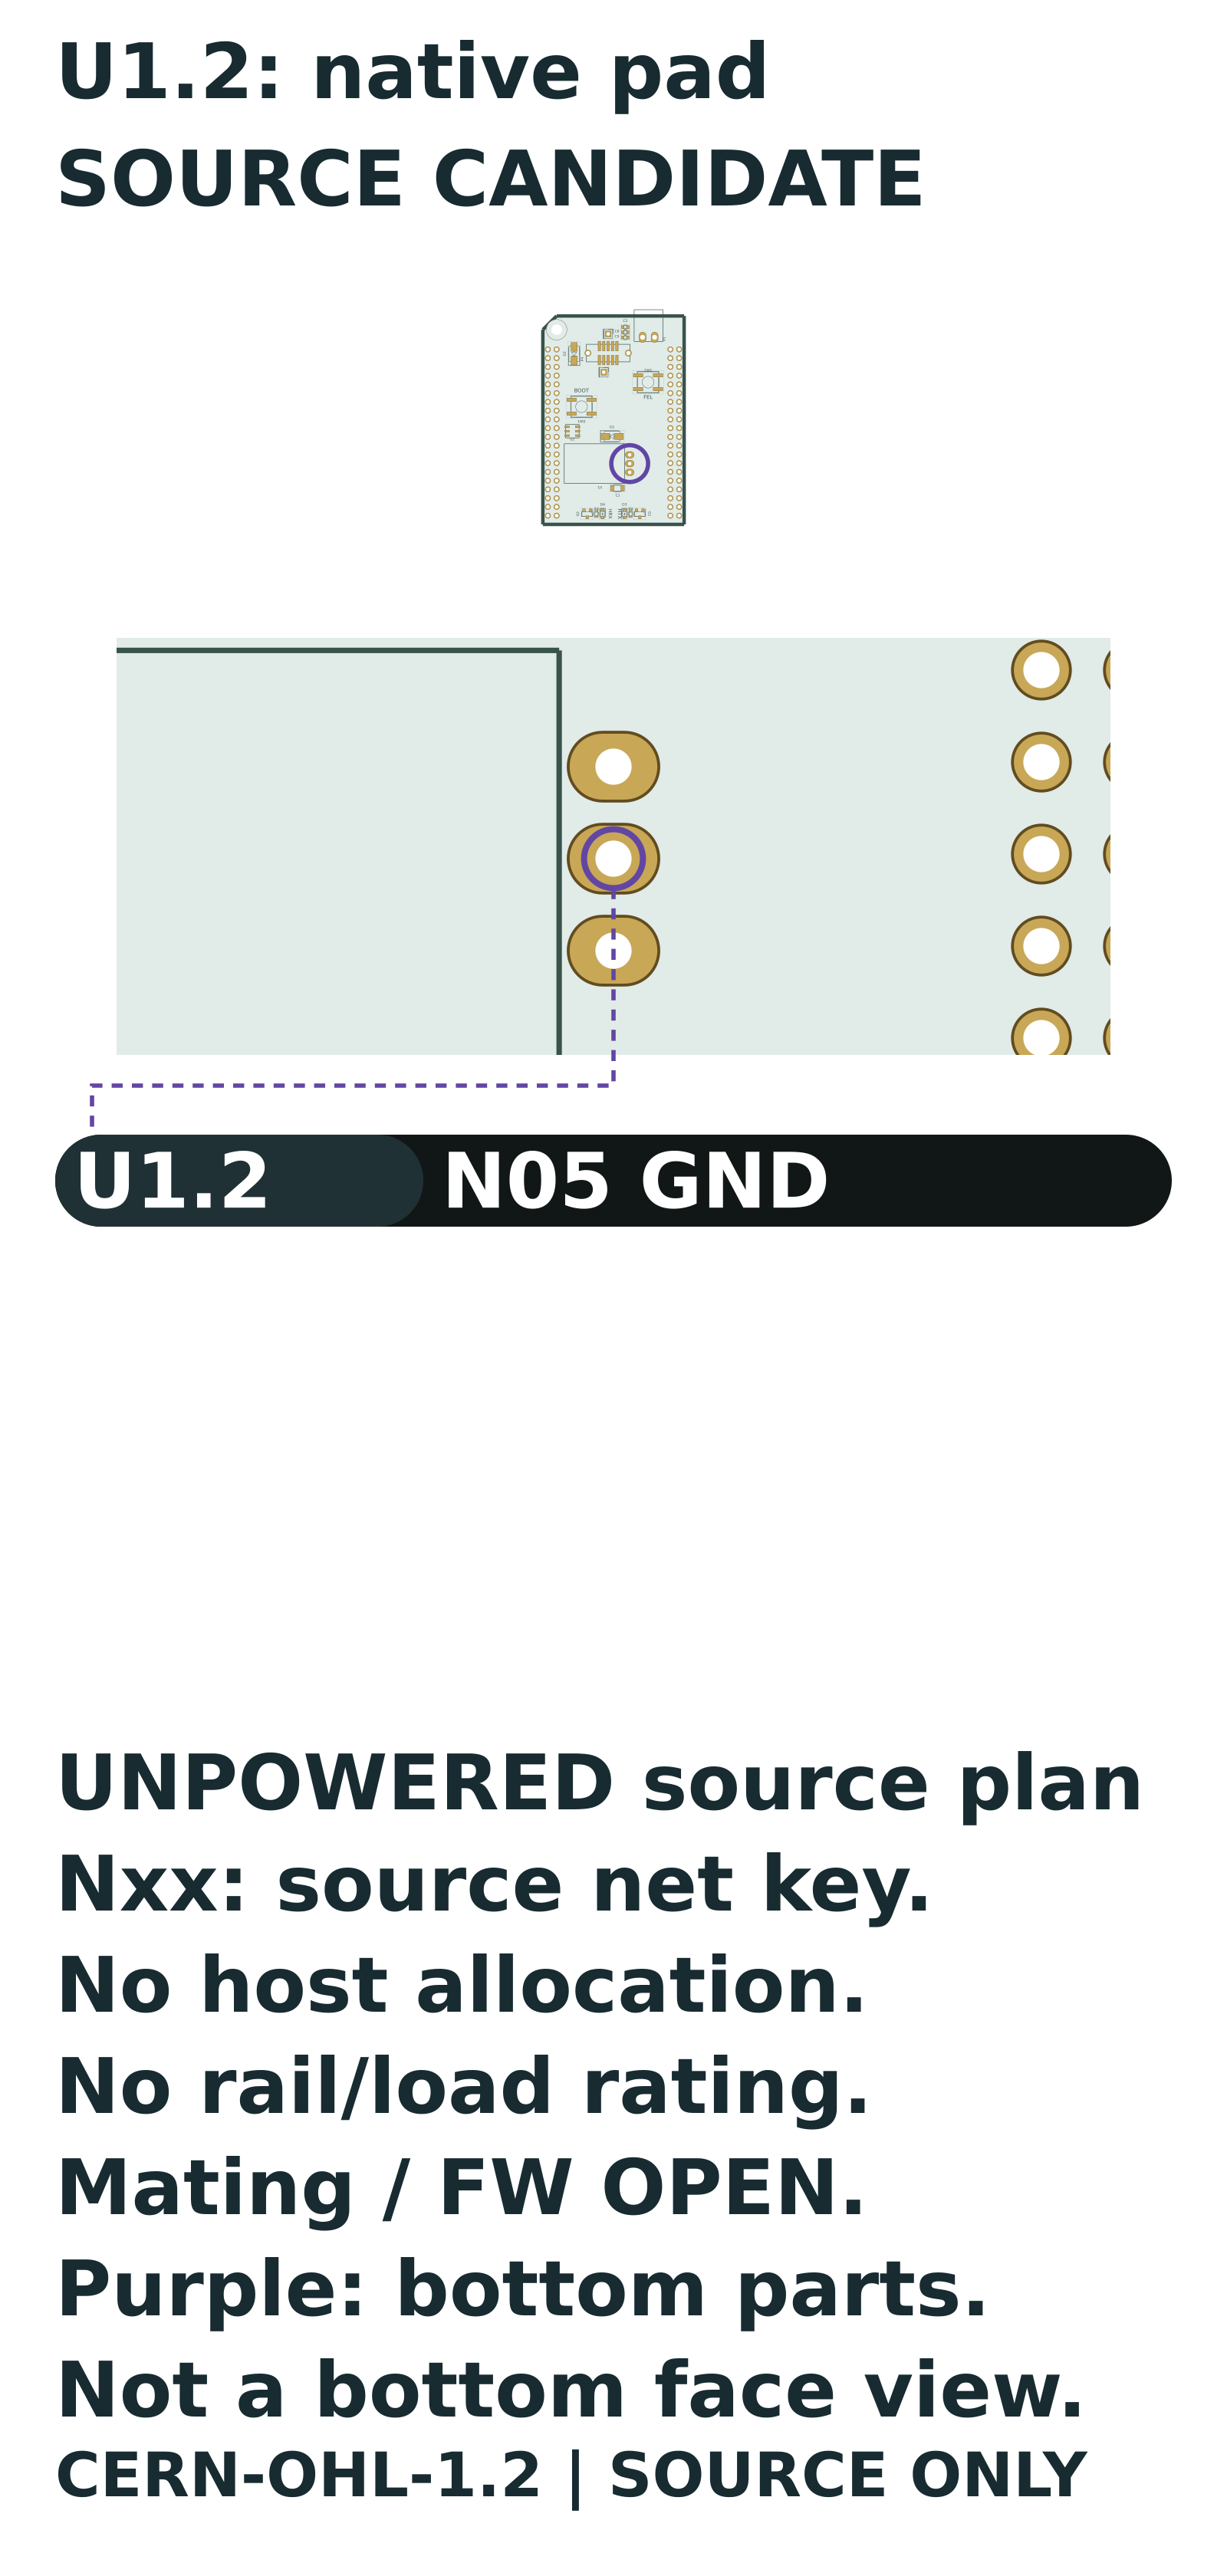 U1.2: native pad
SOURCE CANDIDATE
BOOT
FEL
U1.2 N05 GND
UNPOWERED source plan
Nxx: source net key.
No host allocation.
No rail/load rating.
Mating / FW OPEN.
Purple: bottom parts.
Not a bottom face view.
CERN-OHL-1.2 | SOURCE ONLY